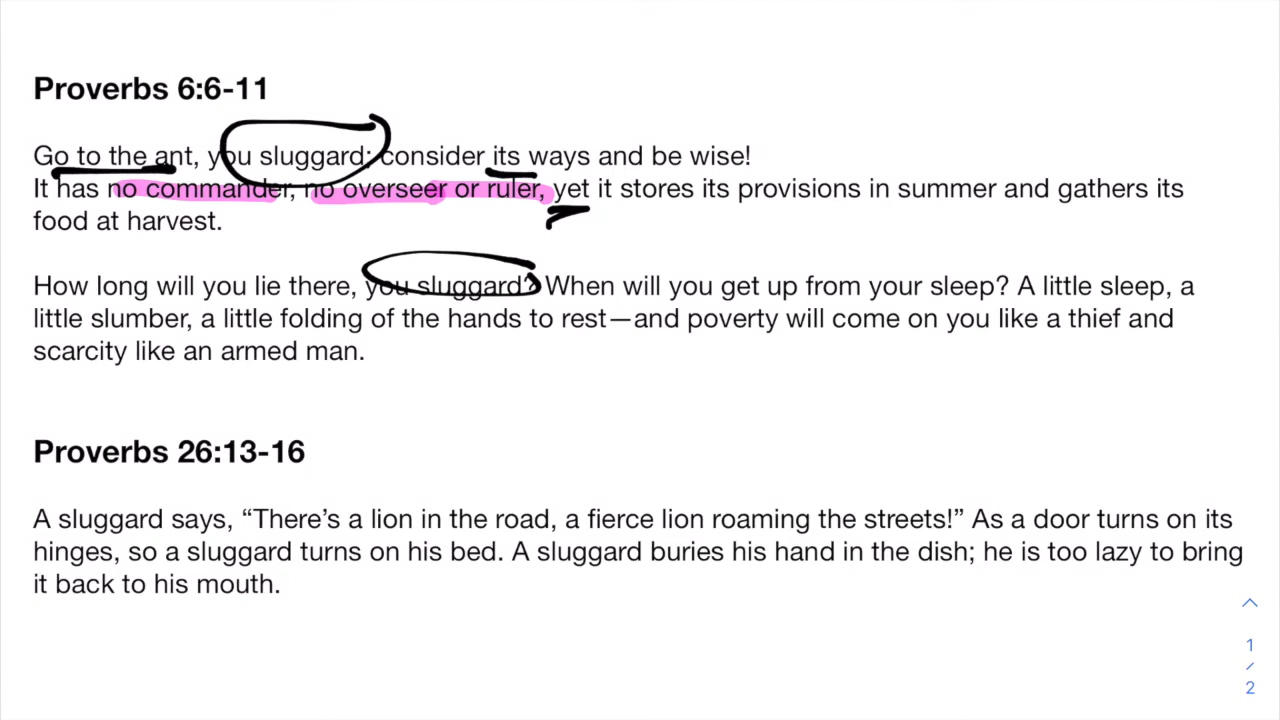 Proverbs 6:6-11
Go to the ant, you sluggard; consider its ways and be wise!
It has no commander, no overseer or ruler, yet it stores its provisions in summer and gathers its
food at harvest.
How long will you lie there, you sluggard? When will you get up from your sleep? A little sleep, a
little slumber, a little folding of the hands to rest—and poverty will come on you like a thief and
scarcity like an armed man.
Proverbs 26:13-16
A sluggard says, “There’s a lion in the road, a fierce lion roaming the streets!” As a door turns on its
hinges, so a sluggard turns on his bed. A sluggard buries his hand in the dish; he is too lazy to bring
it back to his mouth.
1
/
2